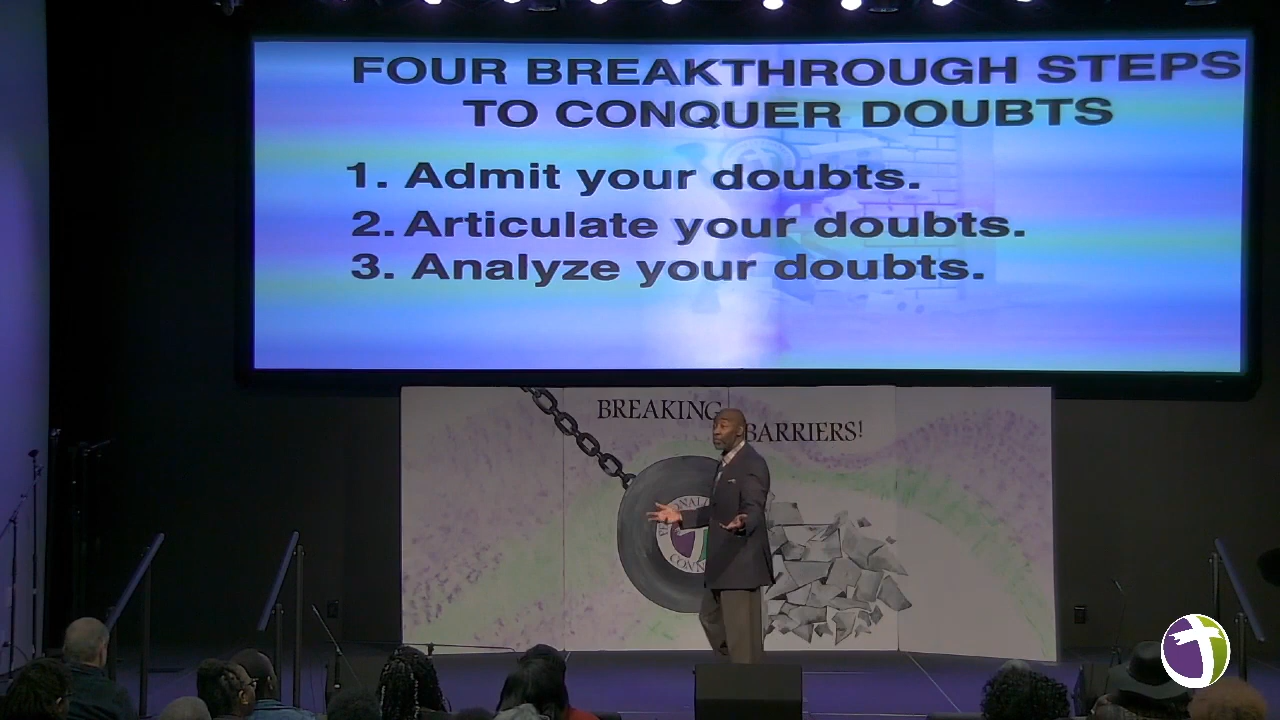 FOUR BREAKTHROUGH STEPS
TO CONQUER DOUBTS
1. Admit your doubts.
2. Articulate your doubts.
3. Analyze your doubts.
BREAKING
BARRIERS!